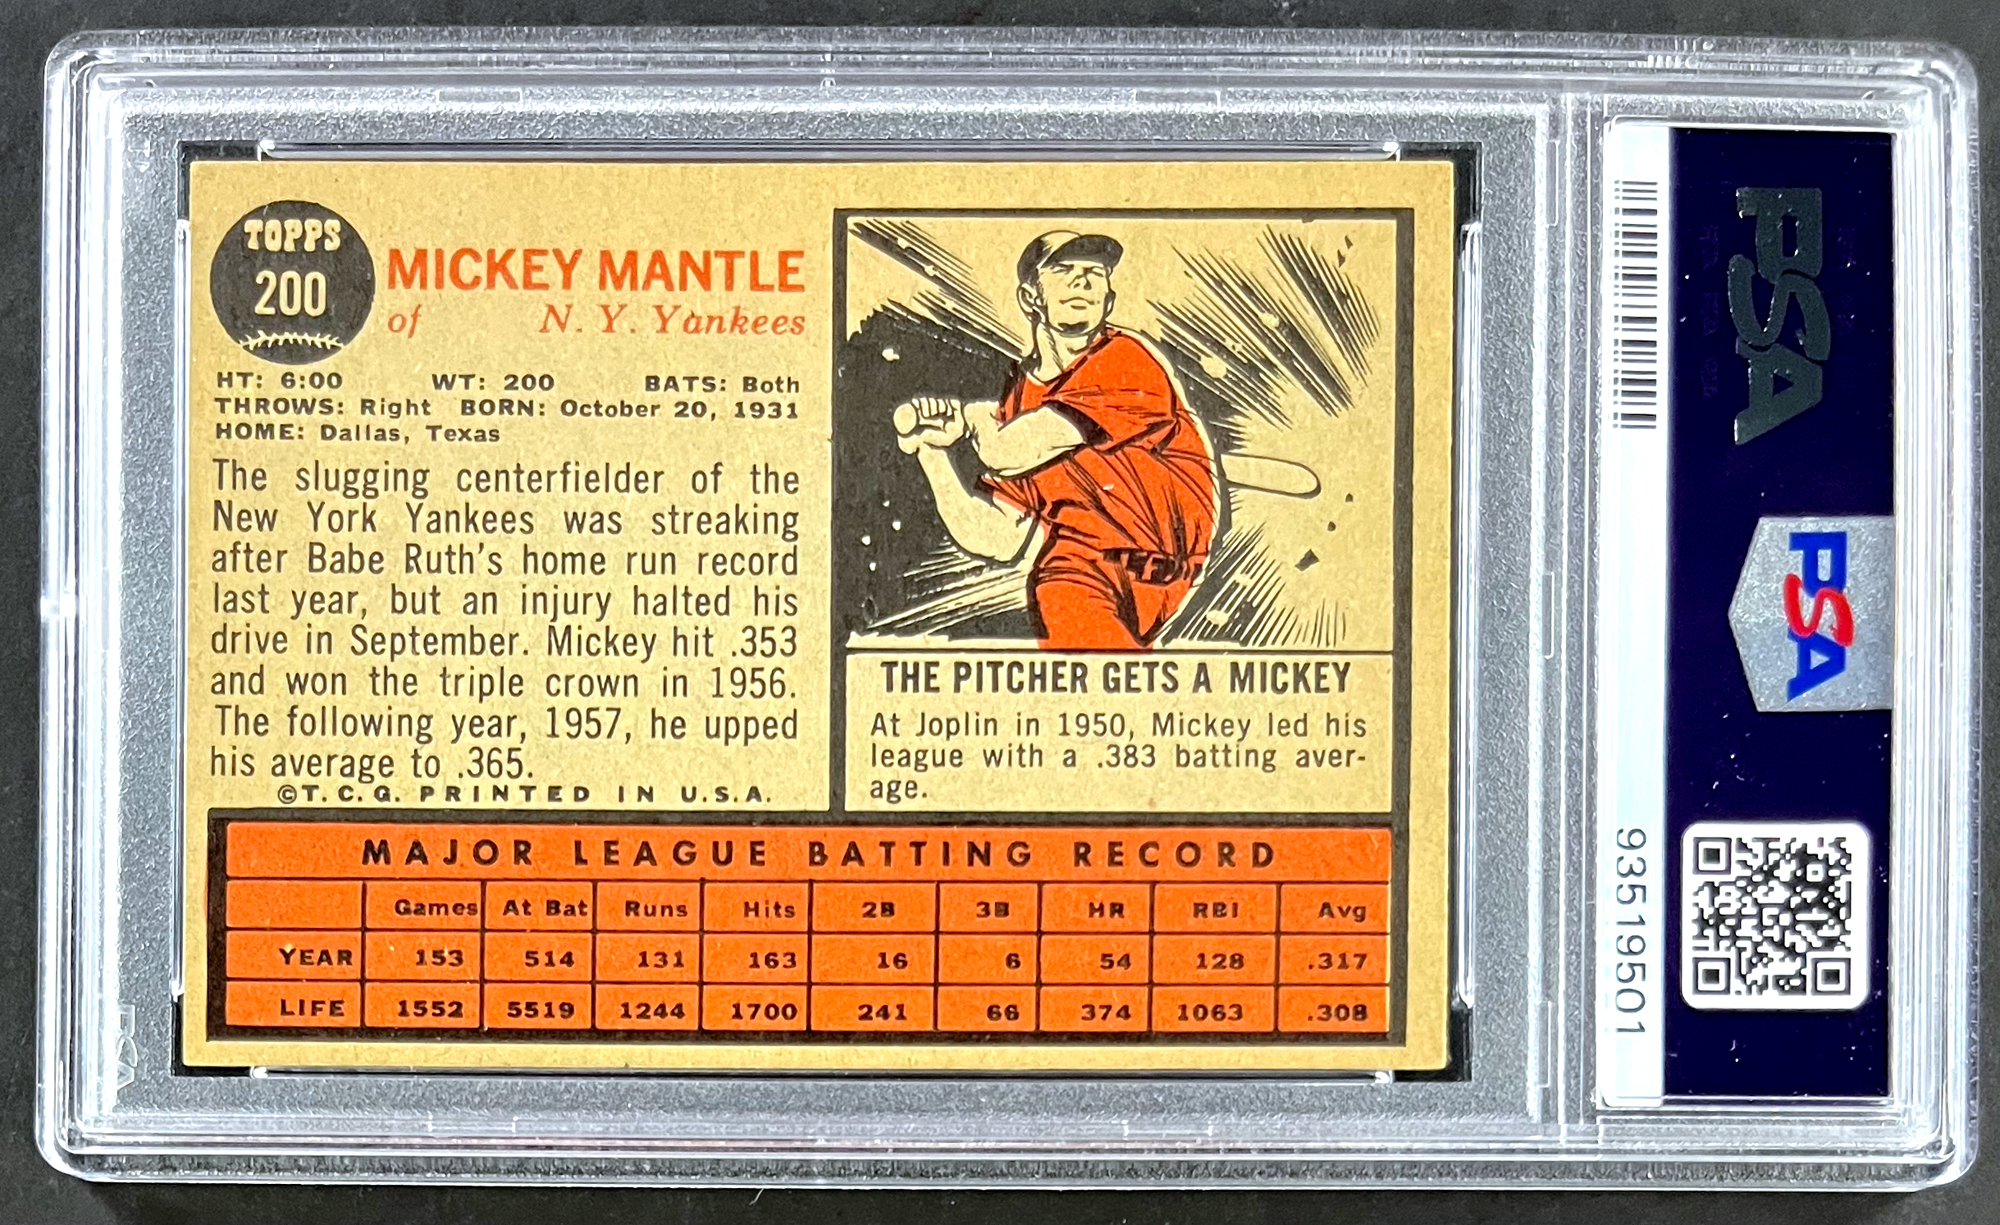 TOPPS
200
MICKEY MANTLE
of N. Y. Yankees
HT: 6:00 WT: 200 BATS: Both
THROWS: Right BORN: October 20, 1931
HOME: Dallas, Texas
The slugging centerfielder of the
New York Yankees was streaking
after Babe Ruth's home run record
last year, but an injury halted his
drive in September. Mickey hit .353
and won the triple crown in 1956.
The following year, 1957, he upped
his average to .365.
©T. C. G. PRINTED IN U.S.A.
THE PITCHER GETS A MICKEY
At Joplin in 1950, Mickey led his
league with a .383 batting aver-
age.
MAJOR LEAGUE BATTING RECORD
Games At Bat Runs Hits 2B 3B HR RBI Avg
YEAR 153 514 131 163 16 6 54 128 .317
LIFE 1552 5519 1244 1700 241 66 374 1063 .308
PSA
PSA
93519501
PSA